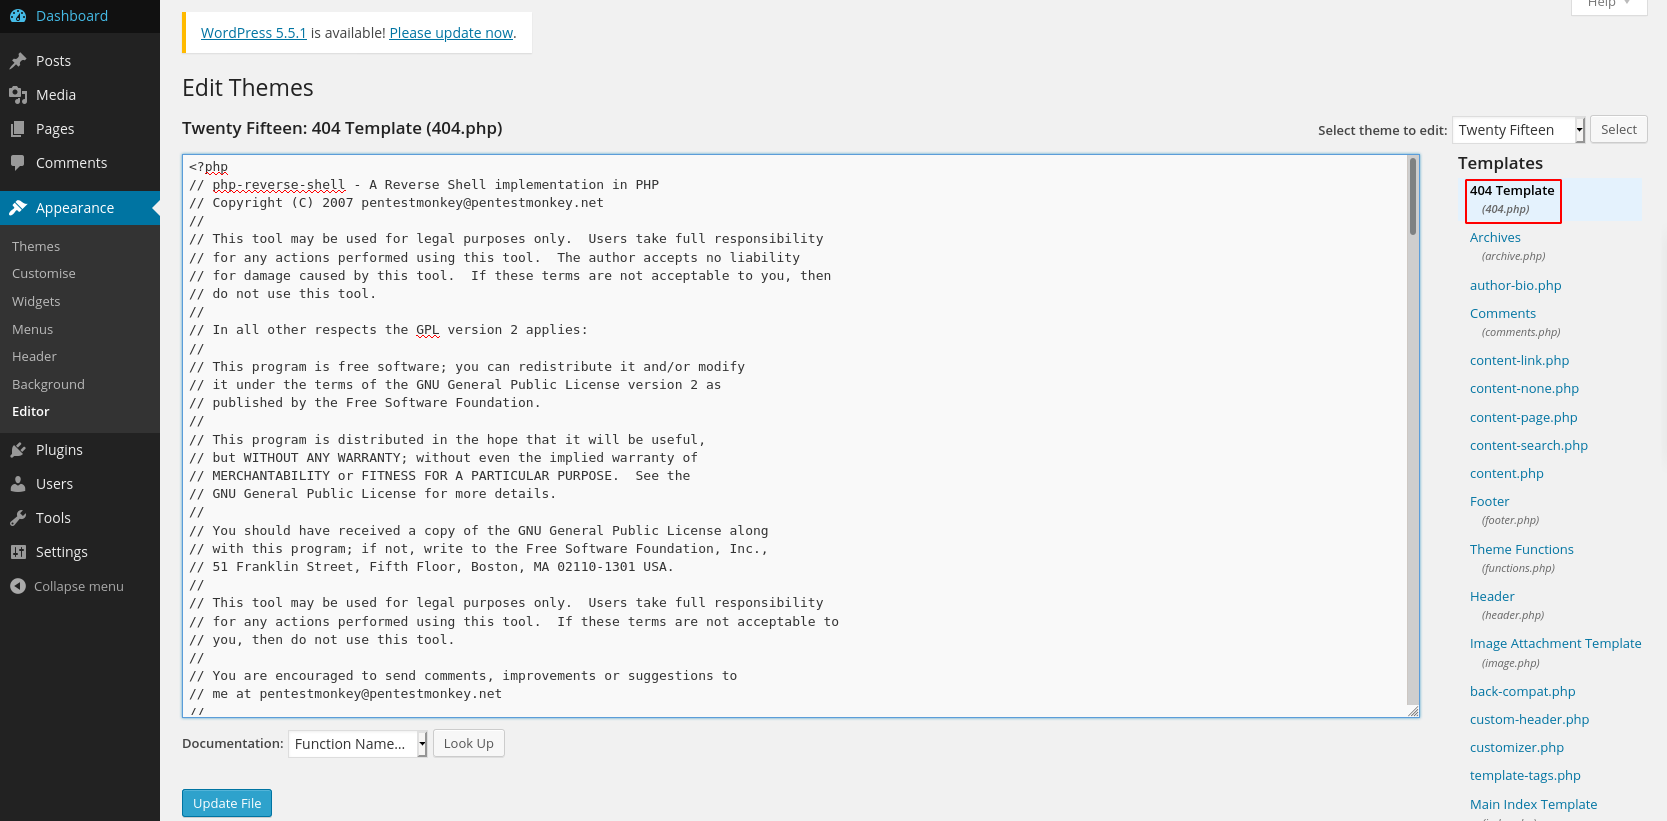 Dashboard
Posts
Media
Pages
Comments
Appearance
Themes
Customise
Widgets
Menus
Header
Background
Editor
Plugins
Users
Tools
Settings
Collapse menu
Help
WordPress 5.5.1 is available! Please update now.
Edit Themes
Twenty Fifteen: 404 Template (404.php)
Select theme to edit: Twenty Fifteen Select
<?php
// php-reverse-shell - A Reverse Shell implementation in PHP
// Copyright (C) 2007 pentestmonkey@pentestmonkey.net
//
// This tool may be used for legal purposes only.  Users take full responsibility
// for any actions performed using this tool.  The author accepts no liability
// for damage caused by this tool.  If these terms are not acceptable to you, then
// do not use this tool.
//
// In all other respects the GPL version 2 applies:
//
// This program is free software; you can redistribute it and/or modify
// it under the terms of the GNU General Public License version 2 as
// published by the Free Software Foundation.
//
// This program is distributed in the hope that it will be useful,
// but WITHOUT ANY WARRANTY; without even the implied warranty of
// MERCHANTABILITY or FITNESS FOR A PARTICULAR PURPOSE.  See the
// GNU General Public License for more details.
//
// You should have received a copy of the GNU General Public License along
// with this program; if not, write to the Free Software Foundation, Inc.,
// 51 Franklin Street, Fifth Floor, Boston, MA 02110-1301 USA.
//
// This tool may be used for legal purposes only.  Users take full responsibility
// for any actions performed using this tool.  If these terms are not acceptable to
// you, then do not use this tool.
//
// You are encouraged to send comments, improvements or suggestions to
// me at pentestmonkey@pentestmonkey.net
//
Documentation: Function Name... Look Up
Update File
Templates
404 Template
(404.php)
Archives
(archive.php)
author-bio.php
Comments
(comments.php)
content-link.php
content-none.php
content-page.php
content-search.php
content.php
Footer
(footer.php)
Theme Functions
(functions.php)
Header
(header.php)
Image Attachment Template
(image.php)
back-compat.php
custom-header.php
customizer.php
template-tags.php
Main Index Template